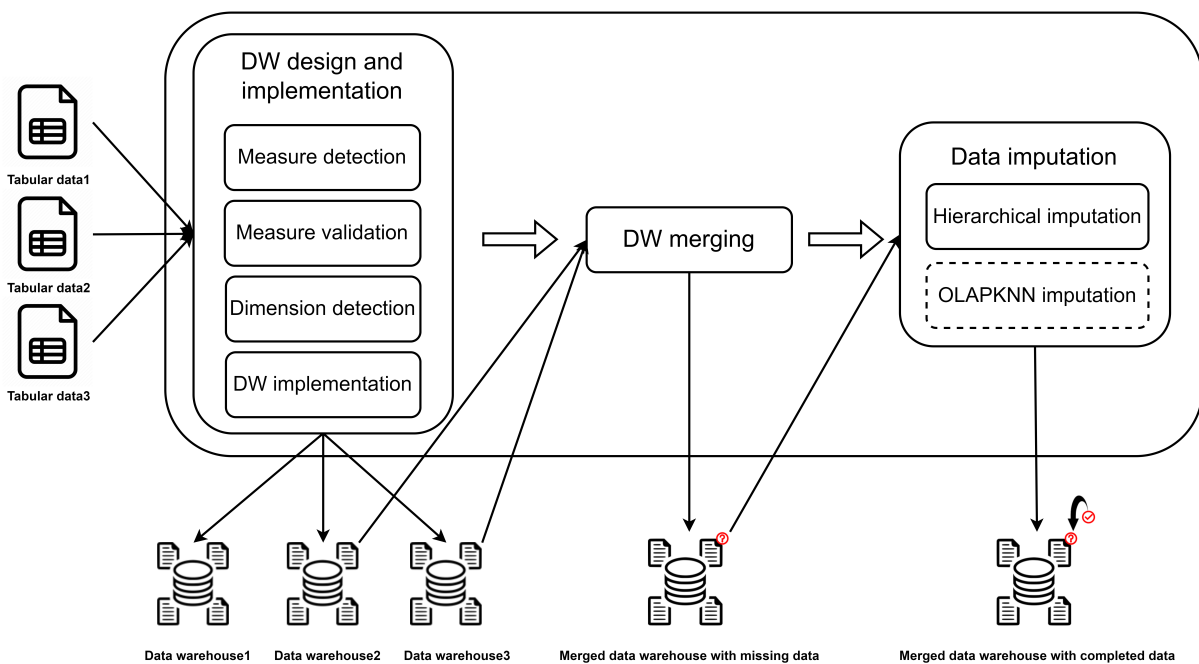 DW design and
implementation
Measure detection
Measure validation
Dimension detection
DW implementation
Tabular data1
Tabular data2
Tabular data3
DW merging
Data imputation
Hierarchical imputation
OLAPKNN imputation
?
?
Data warehouse1
Data warehouse2
Data warehouse3
Merged data warehouse with missing data
Merged data warehouse with completed data